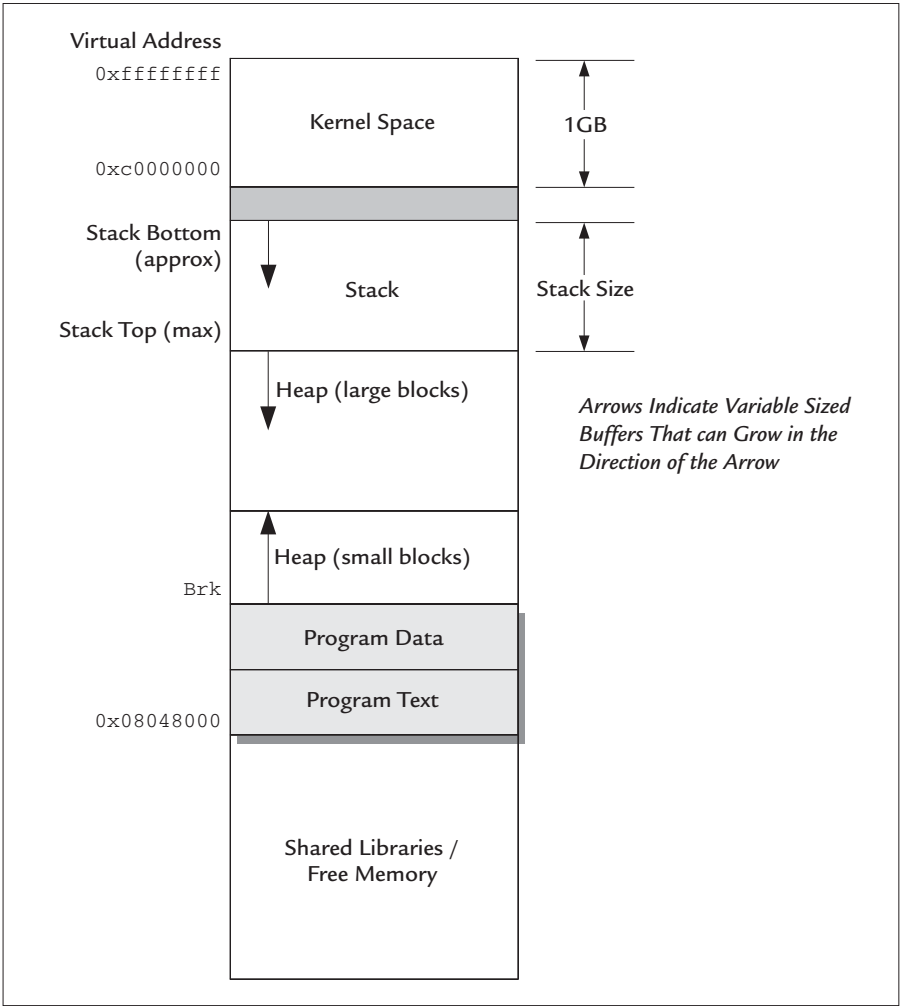 Virtual Address
0xffffffff
Kernel Space
1GB
0xc0000000
Stack Bottom
(approx)
Stack
Stack Size
Stack Top (max)
Heap (large blocks)
Arrows Indicate Variable Sized
Buffers That can Grow in the
Direction of the Arrow
Heap (small blocks)
Brk
Program Data
Program Text
0x08048000
Shared Libraries /
Free Memory